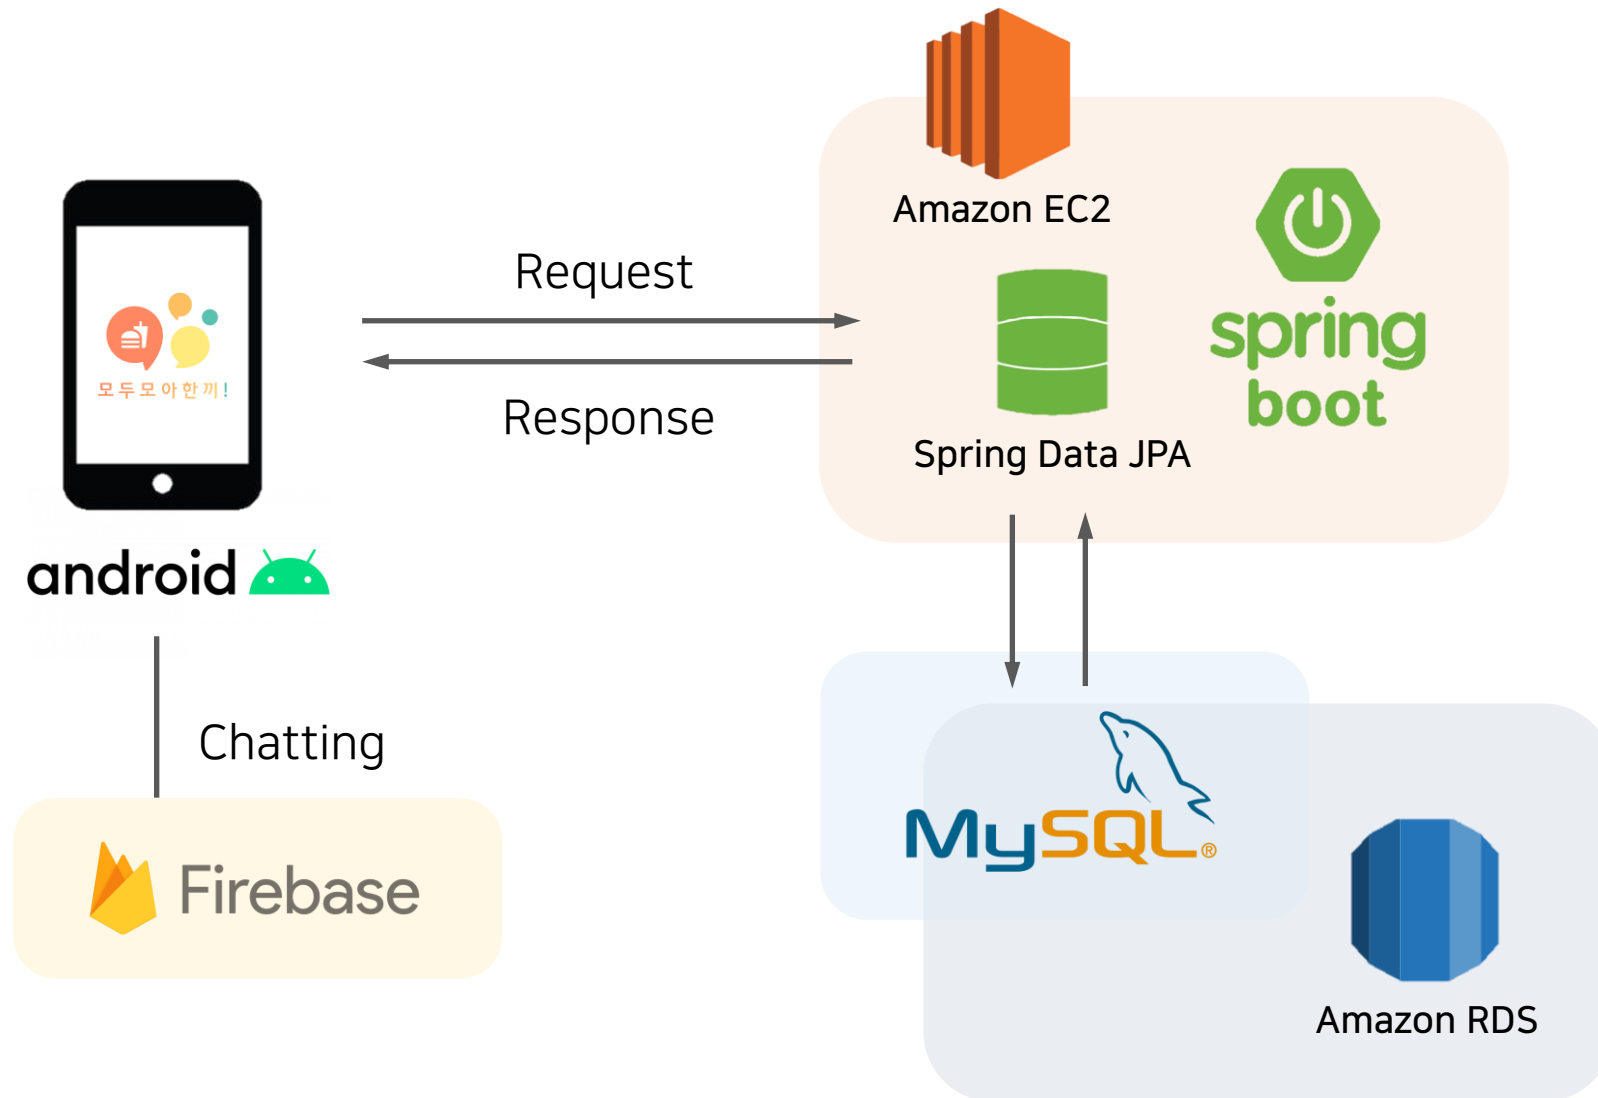 Amazon EC2
Request
spring
boot
모두모아한끼!
Response
Spring Data JPA
android
Chatting
MySQL®
Firebase
Amazon RDS